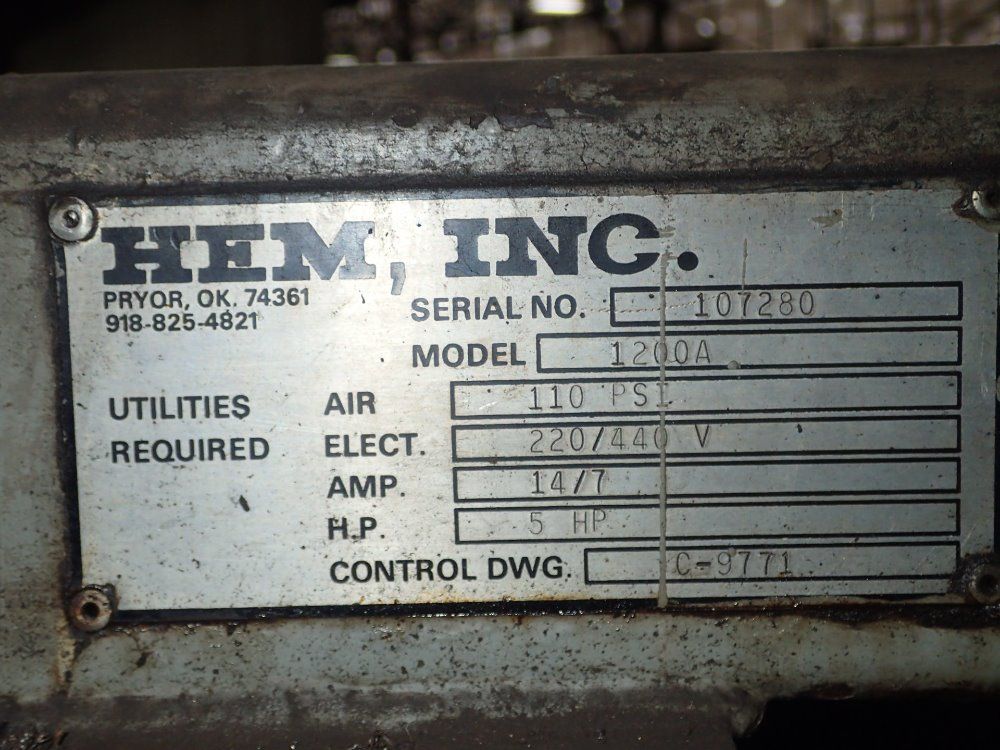 HEM, INC.
PRYOR, OK. 74361
918-825-4821
SERIAL NO. 107280
MODEL 1200A
UTILITIES REQUIRED
AIR 110 PSI
ELECT. 220/440 V
AMP. 14/7
H.P. 5 HP
CONTROL DWG. C-9771